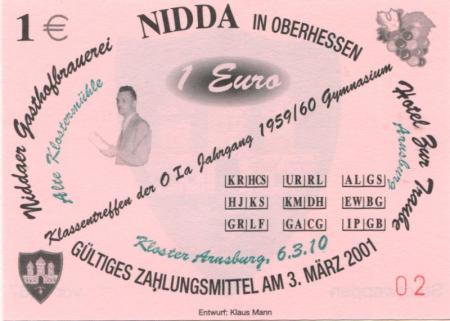 1 €
NIDDA IN OBERHESSEN
Niddaer Gasthofbrauerei
Alte Klostermühle
1 Euro
Klassentreffen der O Ia Jahrgang 1959/60 Gymnasium
Hotel Zur Traube
Arnsburg
KR HCS UR RL AL GS
HJ KS KM DH EW BG
GR LF GA CG IP GB
Kloster Arnsburg, 6.3.10
GÜLTIGES ZAHLUNGSMITTEL AM 3. MÄRZ 2001
02
Entwurf: Klaus Mann